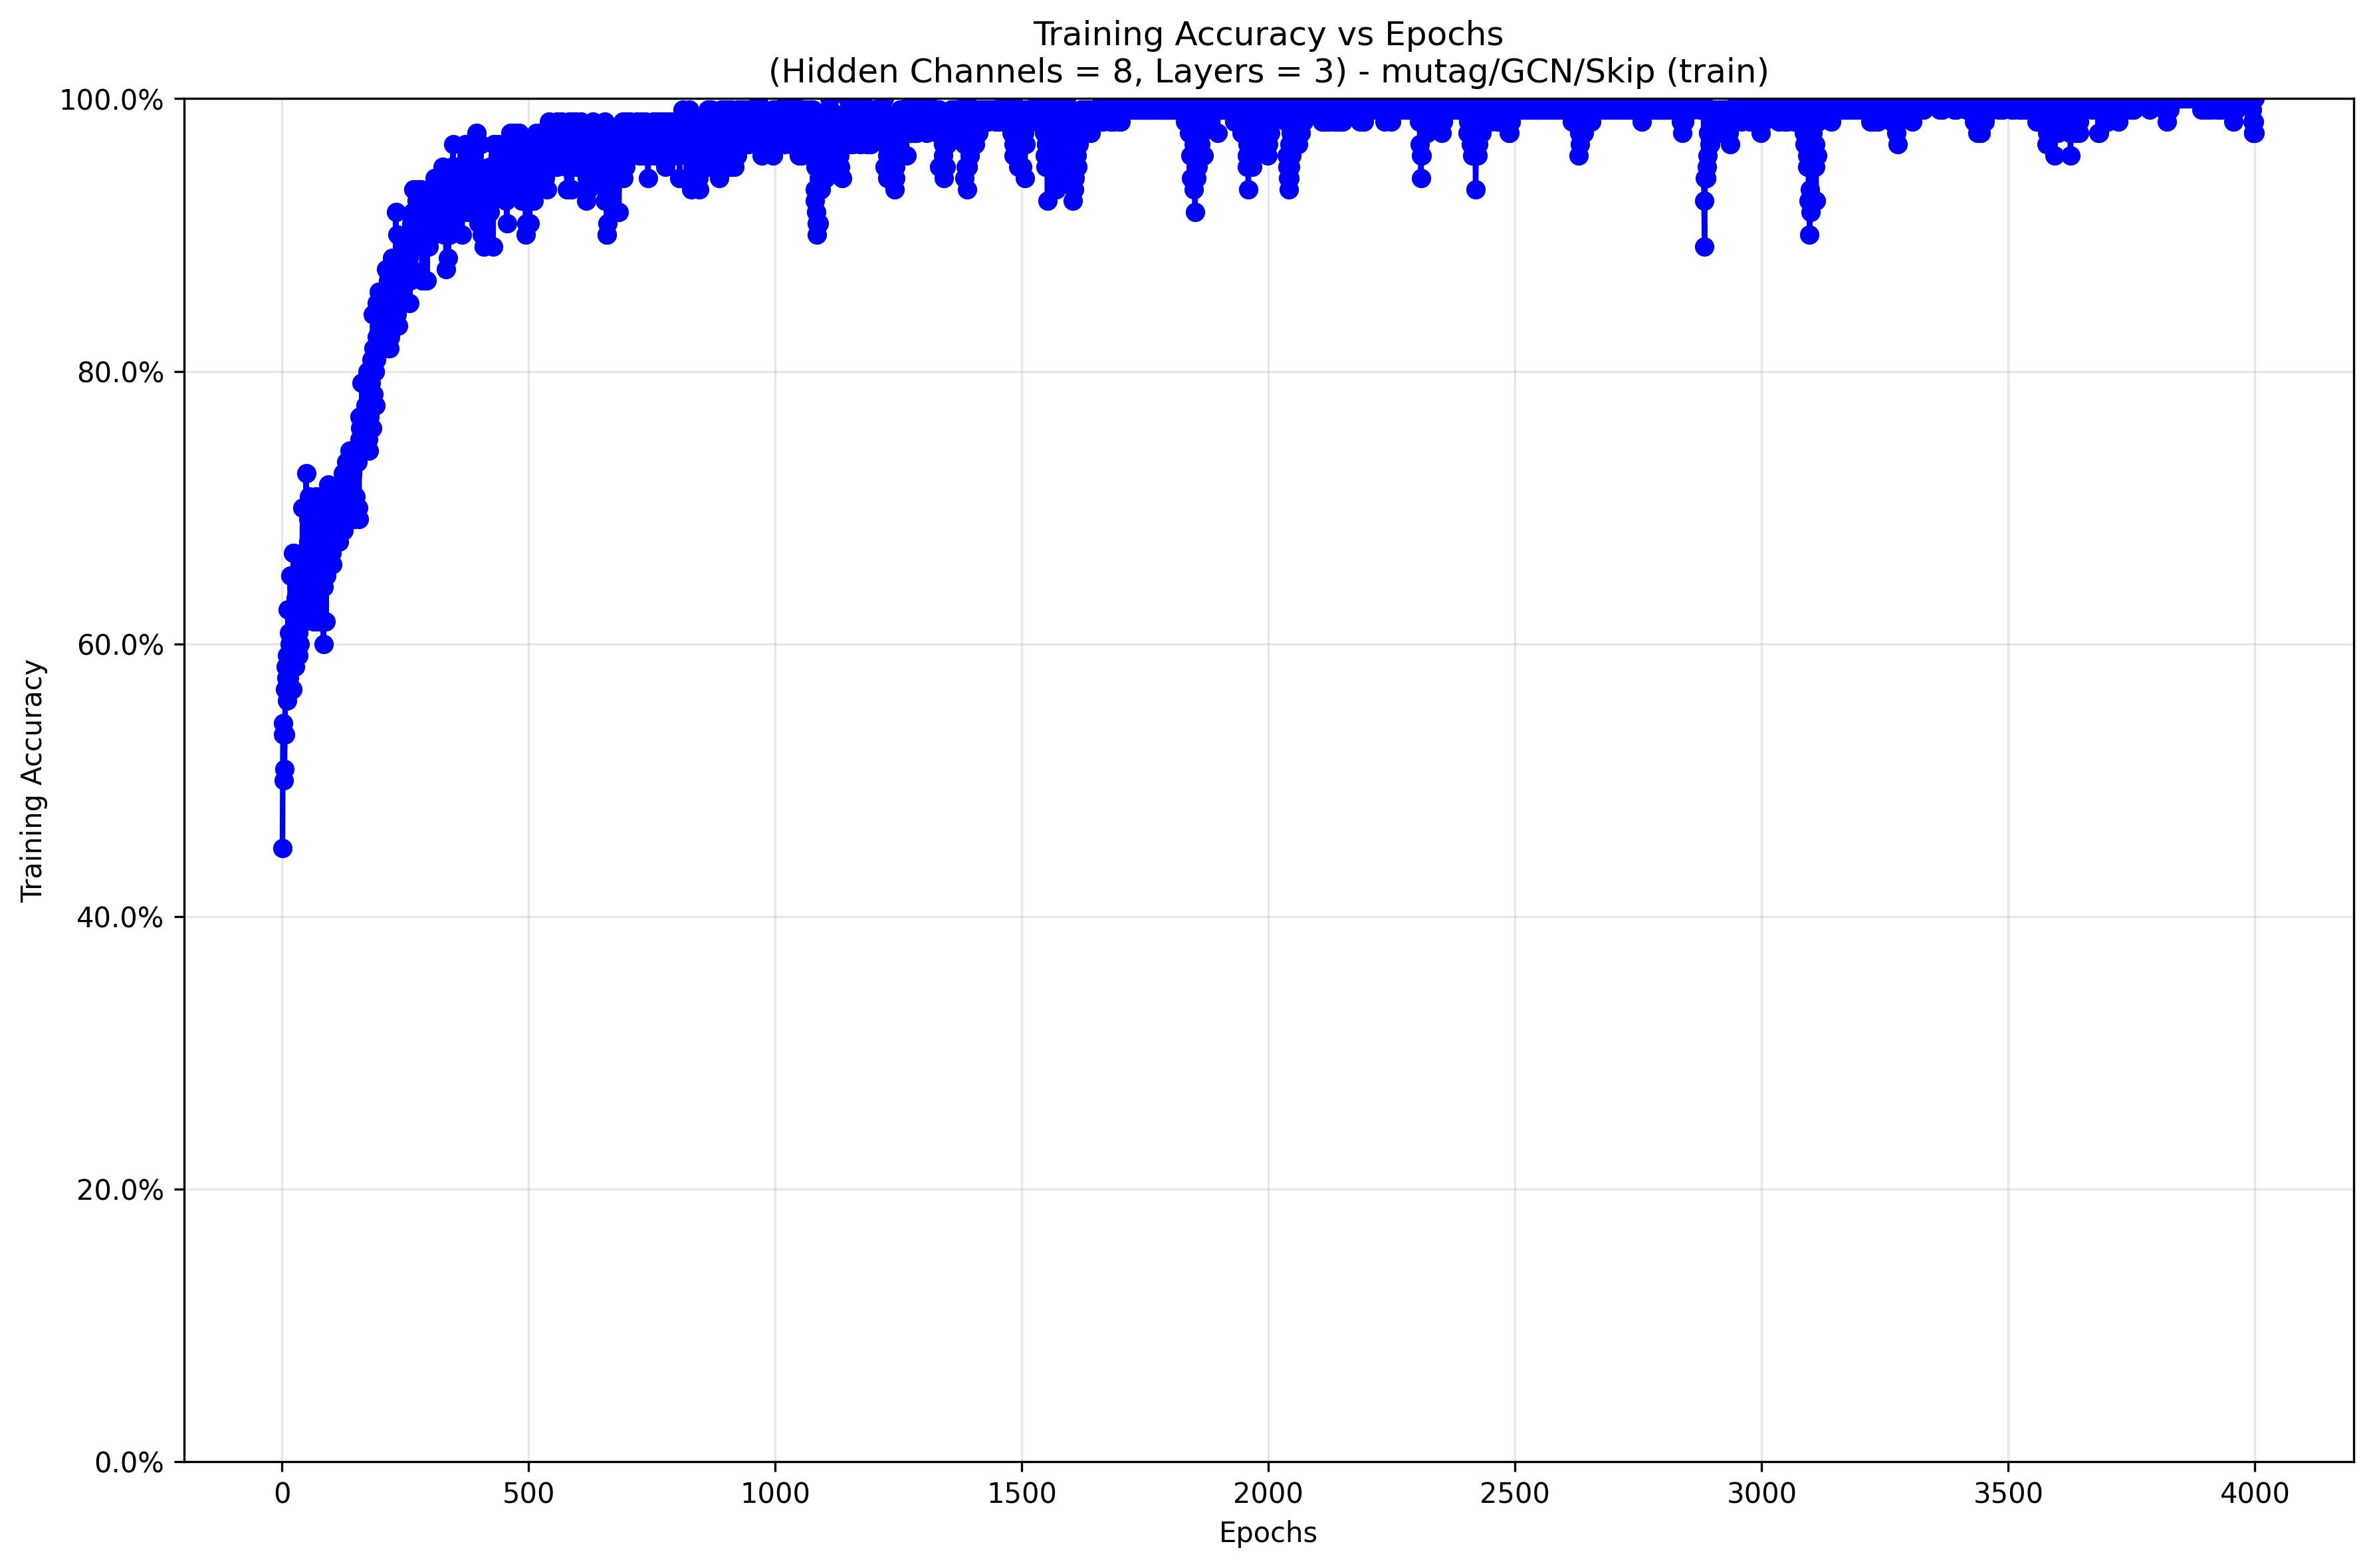 Training Accuracy vs Epochs
(Hidden Channels = 8, Layers = 3) - mutag/GCN/Skip (train)
100.0%
80.0%
60.0%
40.0%
20.0%
0.0%
Training Accuracy
0 500 1000 1500 2000 2500 3000 3500 4000
Epochs